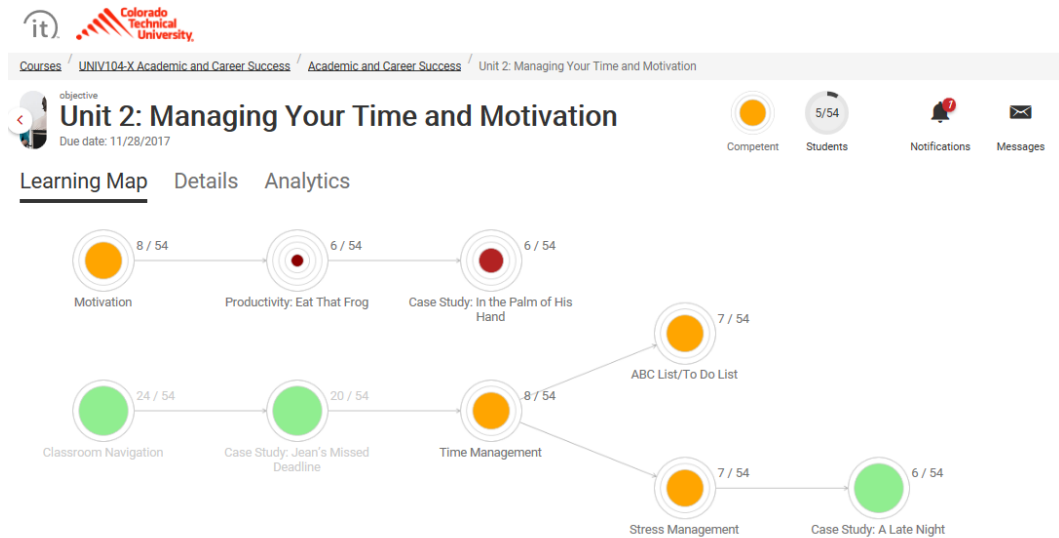 it)
Colorado
Technical
University
Courses / UNIV104-X Academic and Career Success / Academic and Career Success / Unit 2: Managing Your Time and Motivation
objective
Unit 2: Managing Your Time and Motivation
Due date: 11/28/2017
Competent
5/54
Students
1
Notifications
Messages
Learning Map Details Analytics
8 / 54
Motivation
6 / 54
Productivity: Eat That Frog
6 / 54
Case Study: In the Palm of His
Hand
7 / 54
ABC List/To Do List
24 / 54
Classroom Navigation
20 / 54
Case Study: Jean's Missed
Deadline
8 / 54
Time Management
7 / 54
Stress Management
6 / 54
Case Study: A Late Night